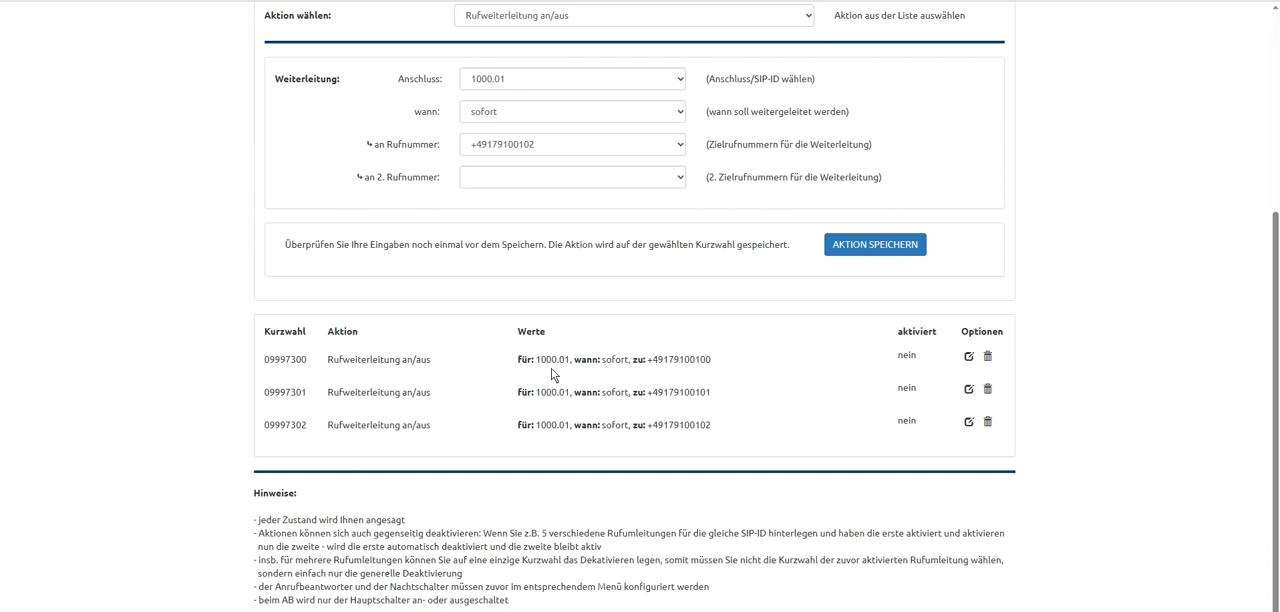 Aktion wählen: Rufweiterleitung an/aus Aktion aus der Liste auswählen
Weiterleitung: Anschluss: 1000.01 (Anschluss/SIP-ID wählen)
wann: sofort (wann soll weitergeleitet werden)
↳ an Rufnummer: +49179100102 (Zielrufnummern für die Weiterleitung)
↳ an 2. Rufnummer: (2. Zielrufnummern für die Weiterleitung)
Überprüfen Sie Ihre Eingaben noch einmal vor dem Speichern. Die Aktion wird auf der gewählten Kurzwahl gespeichert. AKTION SPEICHERN
Kurzwahl Aktion Werte aktiviert Optionen
09997300 Rufweiterleitung an/aus für: 1000.01, wann: sofort, zu: +49179100100 nein
09997301 Rufweiterleitung an/aus für: 1000.01, wann: sofort, zu: +49179100101 nein
09997302 Rufweiterleitung an/aus für: 1000.01, wann: sofort, zu: +49179100102 nein
Hinweise:
- jeder Zustand wird Ihnen angesagt
- Aktionen können sich auch gegenseitig deaktivieren: Wenn Sie z.B. 5 verschiedene Rufumleitungen für die gleiche SIP-ID hinterlegen und haben die erste aktiviert und aktivieren
nun die zweite - wird die erste automatisch deaktiviert und die zweite bleibt aktiv
- insb. für mehrere Rufumleitungen können Sie auf eine einzige Kurzwahl das Dekativieren legen, somit müssen Sie nicht die Kurzwahl der zuvor aktivierten Rufumleitung wählen,
sondern einfach nur die generelle Deaktivierung
- der Anrufbeantworter und der Nachtschalter müssen zuvor im entsprechendem Menü konfiguriert werden
- beim AB wird nur der Hauptschalter an- oder ausgeschaltet